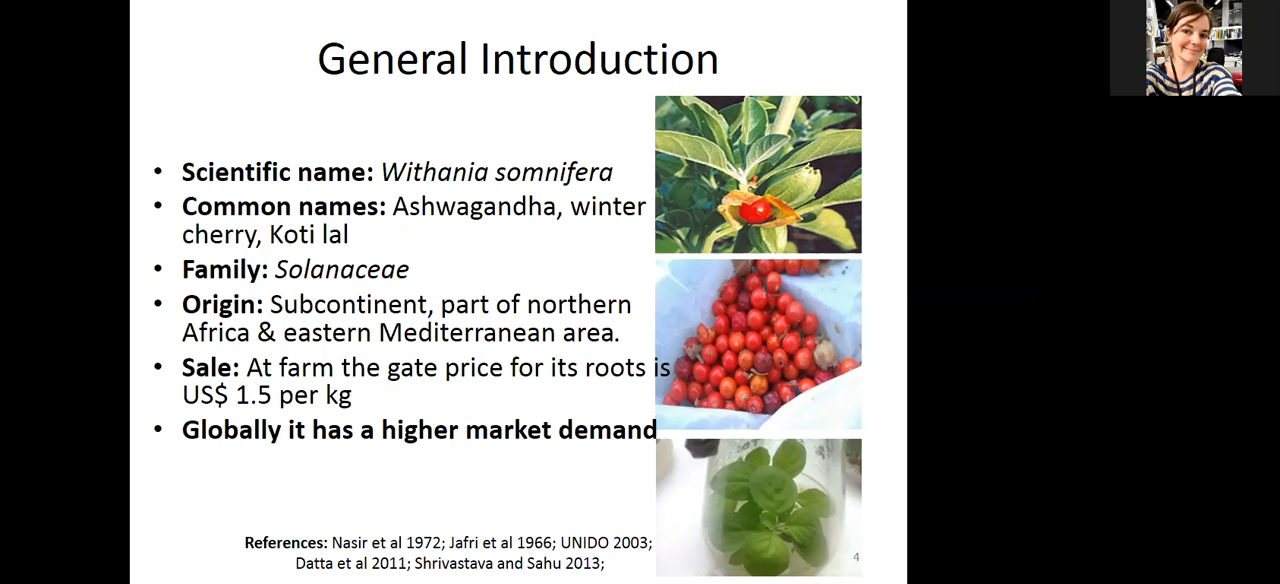 General Introduction
• Scientific name: Withania somnifera
• Common names: Ashwagandha, winter
cherry, Koti lal
• Family: Solanaceae
• Origin: Subcontinent, part of northern
Africa & eastern Mediterranean area.
• Sale: At farm the gate price for its roots is
US$ 1.5 per kg
• Globally it has a higher market demand
References: Nasir et al 1972; Jafri et al 1966; UNIDO 2003;
Datta et al 2011; Shrivastava and Sahu 2013;
4